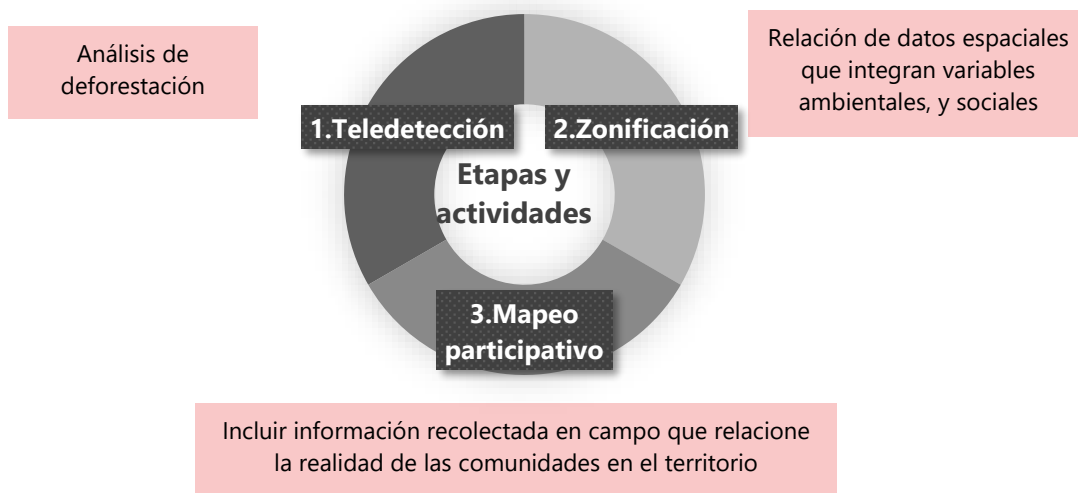 Análisis de
deforestación
Relación de datos espaciales
que integran variables
ambientales, y sociales
1.Teledetección
2.Zonificación
Etapas y
actividades
3.Mapeo
participativo
Incluir información recolectada en campo que relacione
la realidad de las comunidades en el territorio